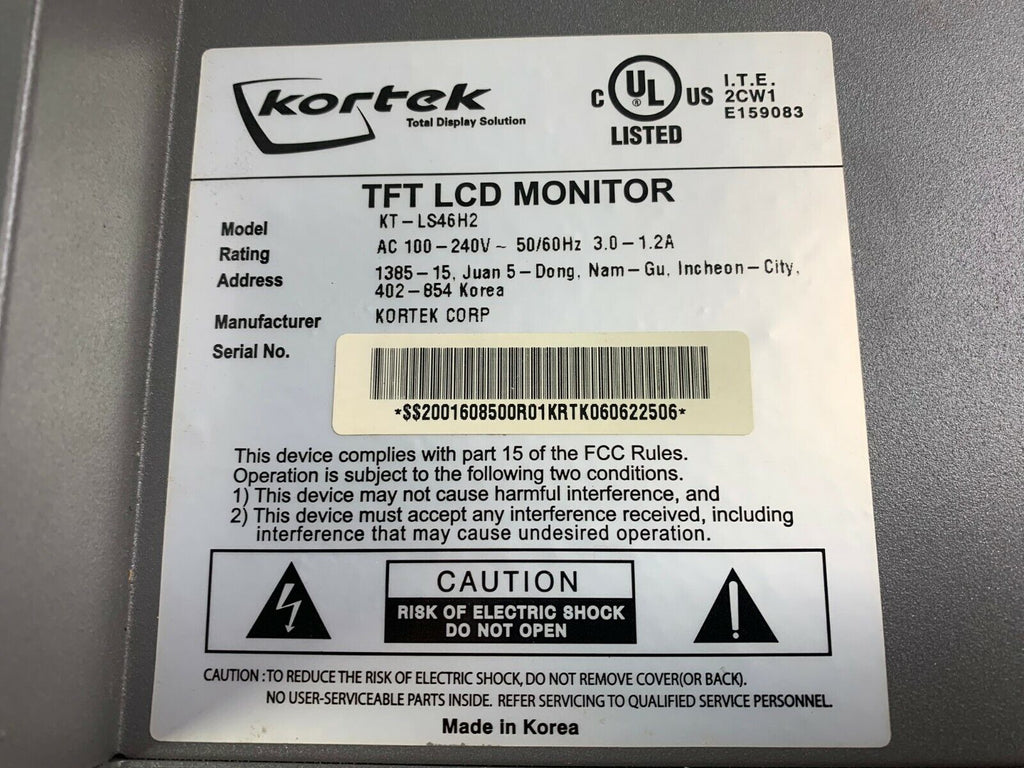 kortek
Total Display Solution
C UL ® US
LISTED
I.T.E.
2CW1
E159083
TFT LCD MONITOR
Model KT-LS46H2
Rating AC 100-240V~ 50/60Hz 3.0-1.2A
Address 1385-15, Juan 5-Dong, Nam-Gu, Incheon-City,
402-854 Korea
Manufacturer KORTEK CORP
Serial No.
*SS2001608500R01KRTK060622506*
This device complies with part 15 of the FCC Rules.
Operation is subject to the following two conditions.
1) This device may not cause harmful interference, and
2) This device must accept any interference received, including
interference that may cause undesired operation.
CAUTION
RISK OF ELECTRIC SHOCK
DO NOT OPEN
CAUTION : TO REDUCE THE RISK OF ELECTRIC SHOCK, DO NOT REMOVE COVER(OR BACK).
NO USER-SERVICEABLE PARTS INSIDE. REFER SERVICING TO QUALIFIED SERVICE PERSONNEL.
Made in Korea